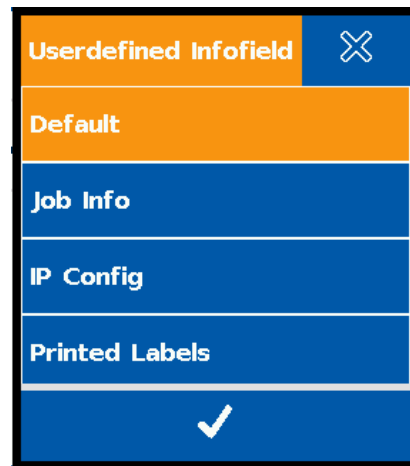 Userdefined Infofield
Default
Job Info
IP Config
Printed Labels